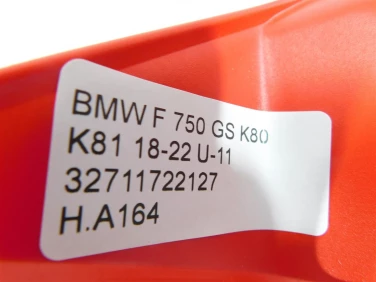 BMW F 750 GS K80
K81 18-22 U-11
32711722127
H.A164